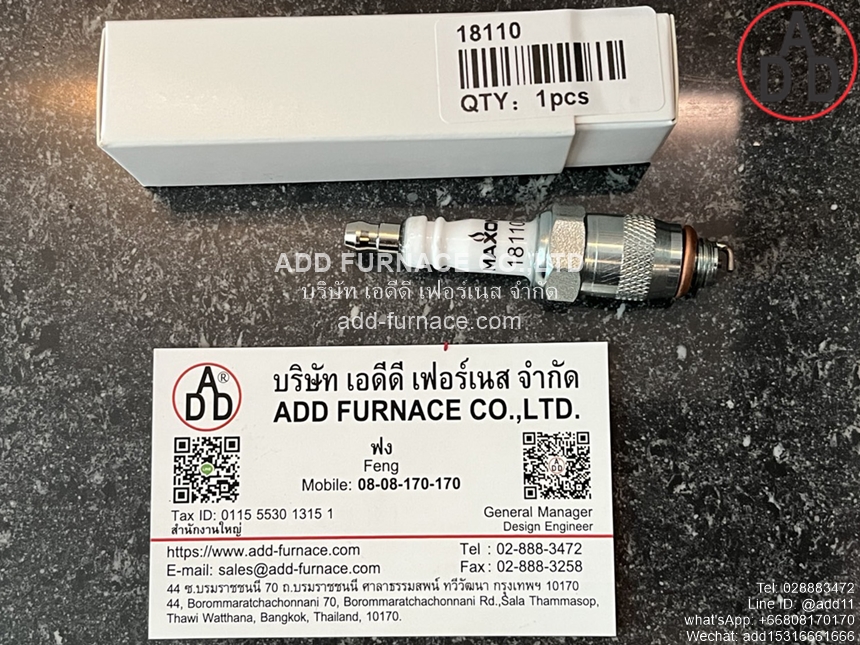 18110
QTY: 1pcs
ADD
MAXON
18110
ADD FURNACE CO.,LTD
บริษัท เอดีดี เฟอร์เนส จำกัด
add-furnace.com
ADD®
บริษัท เอดีดี เฟอร์เนส จำกัด
ADD FURNACE CO.,LTD.
ฟง
Feng
Mobile: 08-08-170-170
Tax ID: 0115 5530 1315 1
สำนักงานใหญ่
General Manager
Design Engineer
https://www.add-furnace.com
E-mail: sales@add-furnace.com
Tel : 02-888-3472
Fax : 02-888-3258
44 ซ.บรมราชชนนี 70 ถ.บรมราชชนนี ศาลาธรรมสพน์ ทวีวัฒนา กรุงเทพฯ 10170
44, Borommaratchachonnani 70, Borommaratchachonnani Rd.,Sala Thammasop,
Thawi Watthana, Bangkok, Thailand, 10170.
Tel: 028883472
Line ID: @add11
what'sApp: +66808170170
Wechat: add15316661666